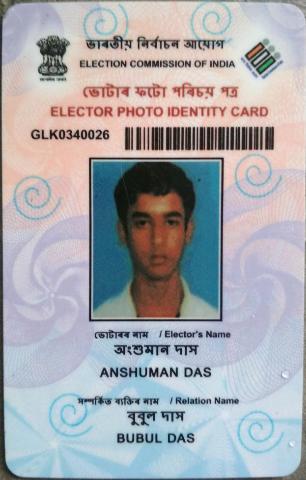 ভাৰতীয় নিৰ্বাচন আয়োগ
ELECTION COMMISSION OF INDIA
ভোটাৰ ফটো পৰিচয় পত্ৰ
ELECTOR PHOTO IDENTITY CARD
GLK0340026
ভোটাৰৰ নাম / Elector's Name
অংশুমান দাস
ANSHUMAN DAS
সম্পৰ্কিত ব্যক্তিৰ নাম / Relation Name
বুবুল দাস
BUBUL DAS